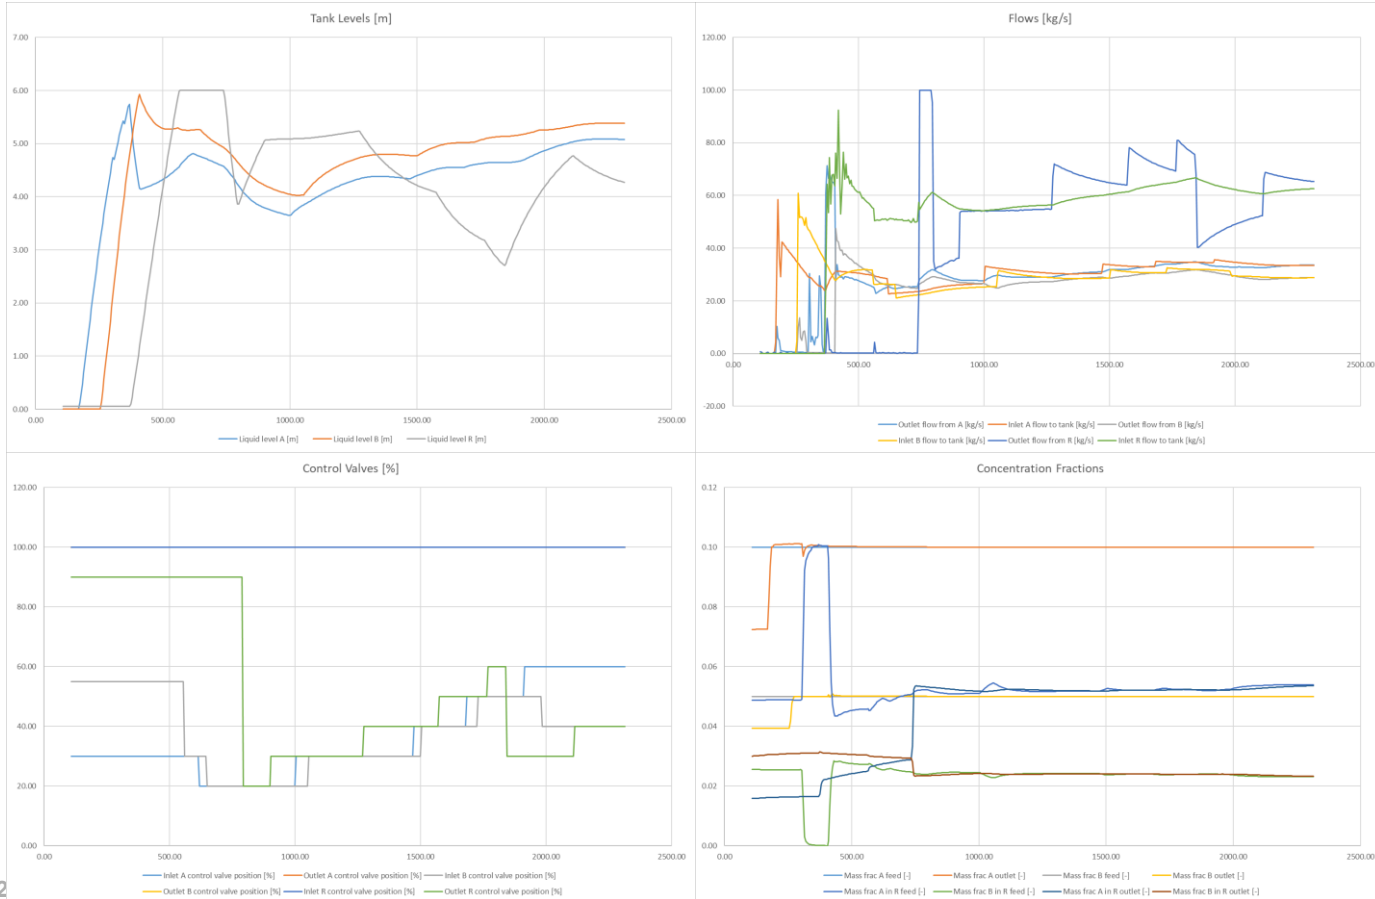 Tank Levels [m]
7.00
6.00
5.00
4.00
3.00
2.00
1.00
0.00
0.00 500.00 1000.00 1500.00 2000.00 2500.00
Liquid level A [m] Liquid level B [m] Liquid level R [m]
Flows [kg/s]
120.00
100.00
80.00
60.00
40.00
20.00
0.00
-20.00
0.00 500.00 1000.00 1500.00 2000.00 2500.00
Outlet flow from A [kg/s] Inlet A flow to tank [kg/s] Outlet flow from B [kg/s]
Inlet B flow to tank [kg/s] Outlet flow from R [kg/s] Inlet R flow to tank [kg/s]
Control Valves [%]
120.00
100.00
80.00
60.00
40.00
20.00
0.00
0.00 500.00 1000.00 1500.00 2000.00 2500.00
Inlet A control valve position [%] Outlet A control valve position [%] Inlet B control valve position [%]
Outlet B control valve position [%] Inlet R control valve position [%] Outlet R control valve position [%]
2
Concentration Fractions
0.12
0.10
0.08
0.06
0.04
0.02
0.00
0.00 500.00 1000.00 1500.00 2000.00 2500.00
Mass frac A feed [-] Mass frac A outlet [-] Mass frac B feed [-] Mass frac B outlet [-]
Mass frac A in R feed [-] Mass frac B in R feed [-] Mass frac A in R outlet [-] Mass frac B in R outlet [-]